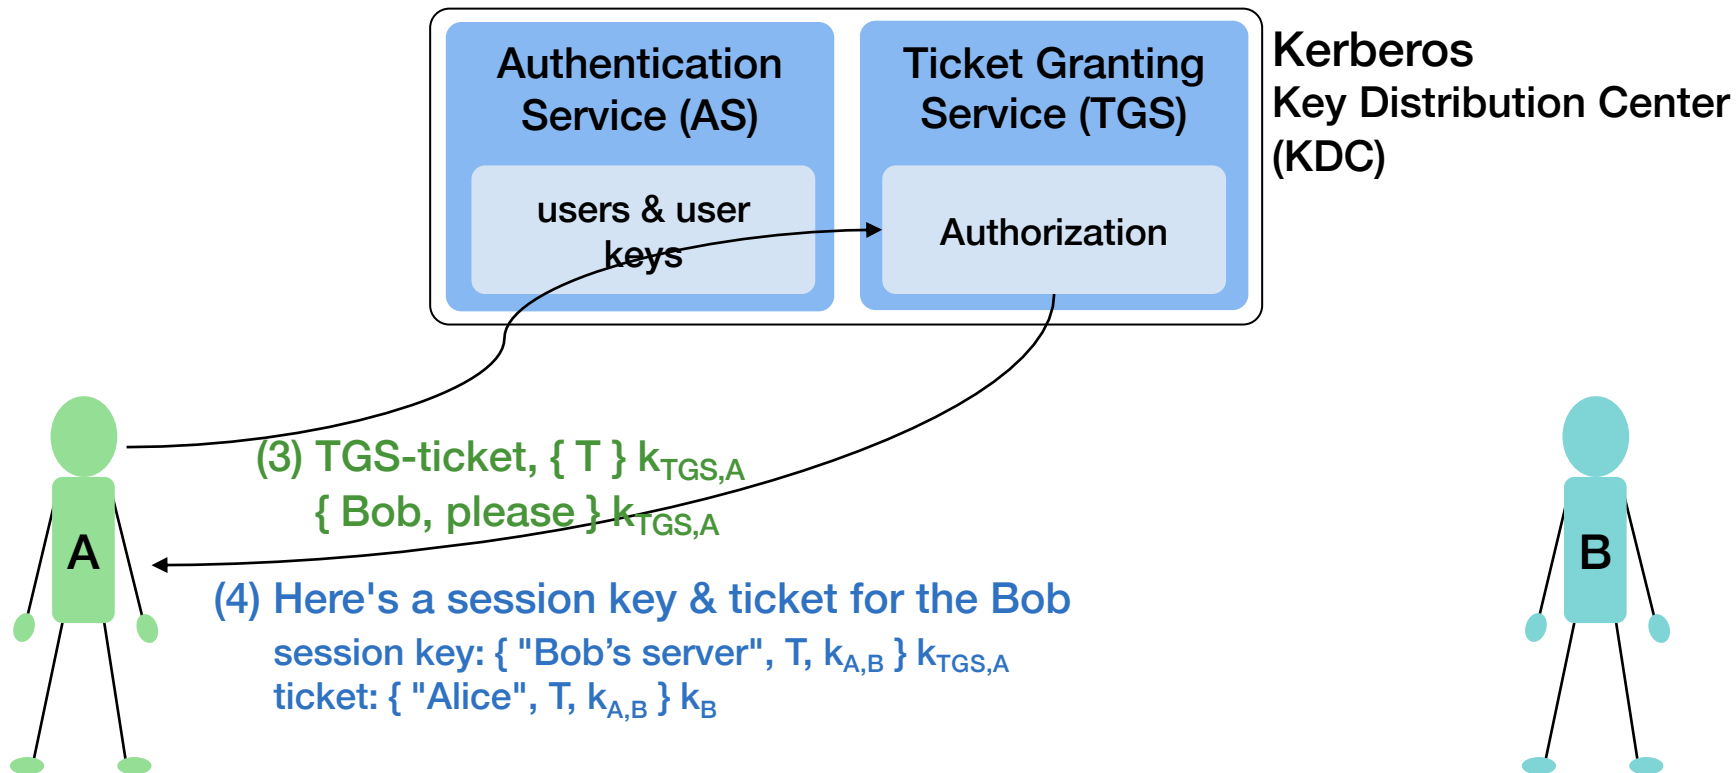 Authentication
Service (AS)
users & user
keys
Ticket Granting
Service (TGS)
Authorization
Kerberos
Key Distribution Center
(KDC)
(3) TGS-ticket, { T } kTGS,A
{ Bob, please } kTGS,A
A
B
(4) Here's a session key & ticket for the Bob
session key: { "Bob’s server", T, kA,B } kTGS,A
ticket: { "Alice", T, kA,B } kB